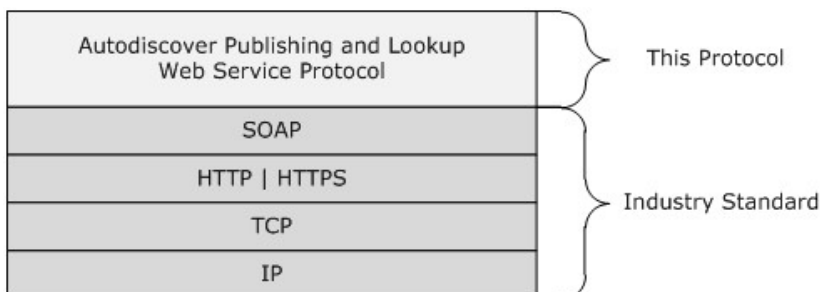 Autodiscover Publishing and Lookup
Web Service Protocol
This Protocol
SOAP
HTTP | HTTPS
TCP
IP
Industry Standard